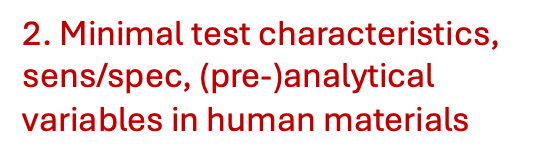 2. Minimal test characteristics,
sens/spec, (pre-)analytical
variables in human materials